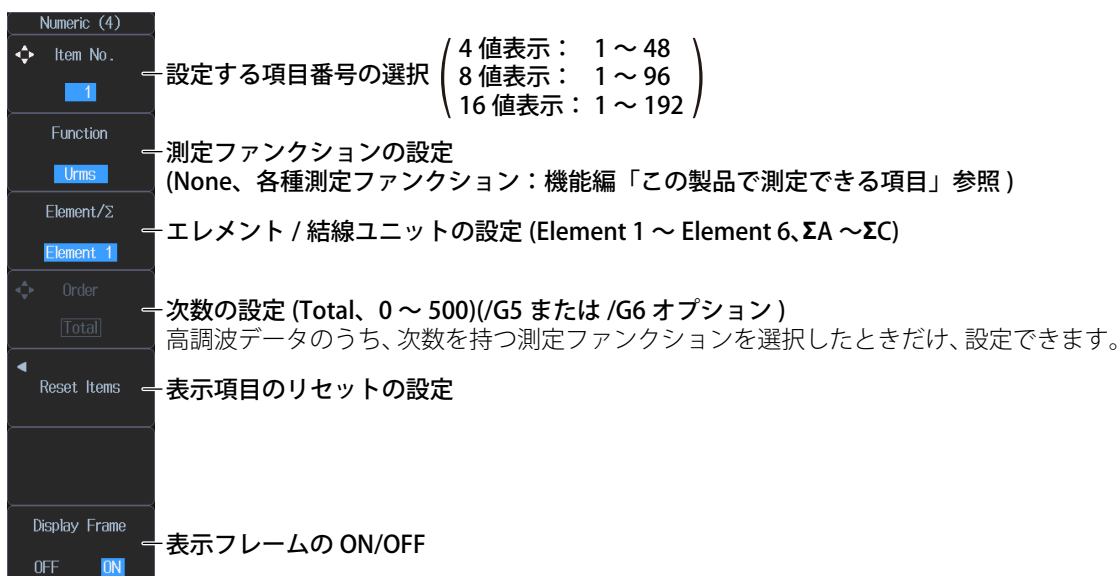 Numeric (4)
Item No.
1
設定する項目番号の選択
4 値表示： 1 ～ 48
8 値表示： 1 ～ 96
16 値表示： 1 ～ 192
Function
Urms
測定ファンクションの設定
(None、各種測定ファンクション：機能編「この製品で測定できる項目」参照 )
Element/Σ
Element 1
エレメント / 結線ユニットの設定 (Element 1 ～ Element 6、ΣA ～ΣC)
Order
Total
次数の設定 (Total、0 ～ 500)(/G5 または /G6 オプション )
高調波データのうち、次数を持つ測定ファンクションを選択したときだけ、設定できます。
Reset Items
表示項目のリセットの設定
Display Frame
OFF ON
表示フレームの ON/OFF